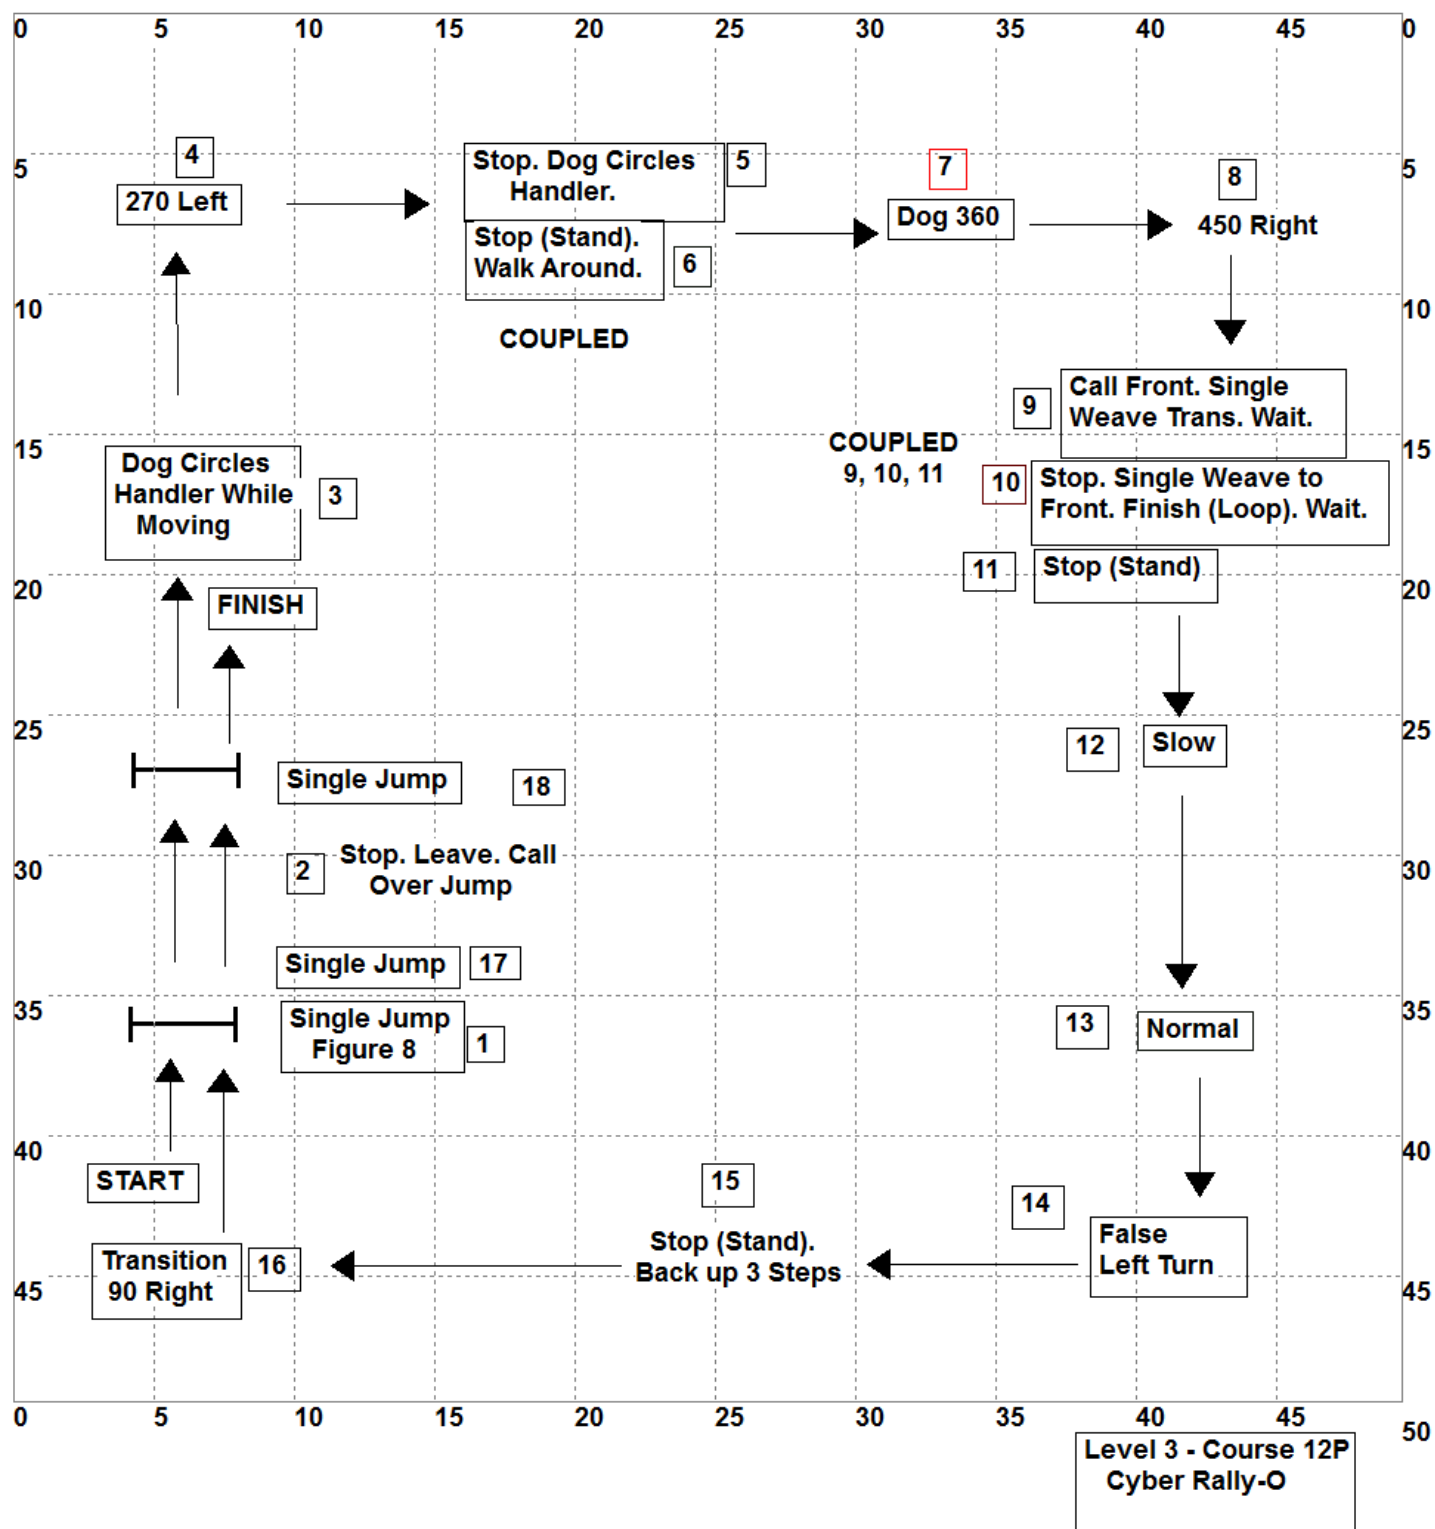 0 5 10 15 20 25 30 35 40 45 0
4
270 Left
Stop. Dog Circles
Handler.
5
Stop (Stand).
Walk Around.
6
COUPLED
7
Dog 360
8
450 Right
5 5
10 10
9
Call Front. Single
Weave Trans. Wait.
COUPLED
9, 10, 11
10
Stop. Single Weave to
Front. Finish (Loop). Wait.
11
Stop (Stand)
15 15
Dog Circles
Handler While
Moving
3
20 20
FINISH
25 25
12
Slow
Single Jump
18
2
Stop. Leave. Call
Over Jump
30 30
Single Jump
17
35 35
Single Jump
Figure 8
1
13
Normal
40 40
START
15
Stop (Stand).
Back up 3 Steps
14
False
Left Turn
Transition
90 Right
16
45 45
0 5 10 15 20 25 30 35 40 45 50
Level 3 - Course 12P
Cyber Rally-O